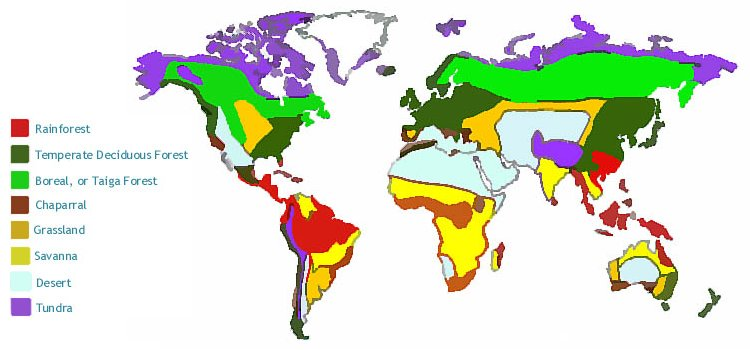 Rainforest
Temperate Deciduous Forest
Boreal, or Taiga Forest
Chaparral
Grassland
Savanna
Desert
Tundra